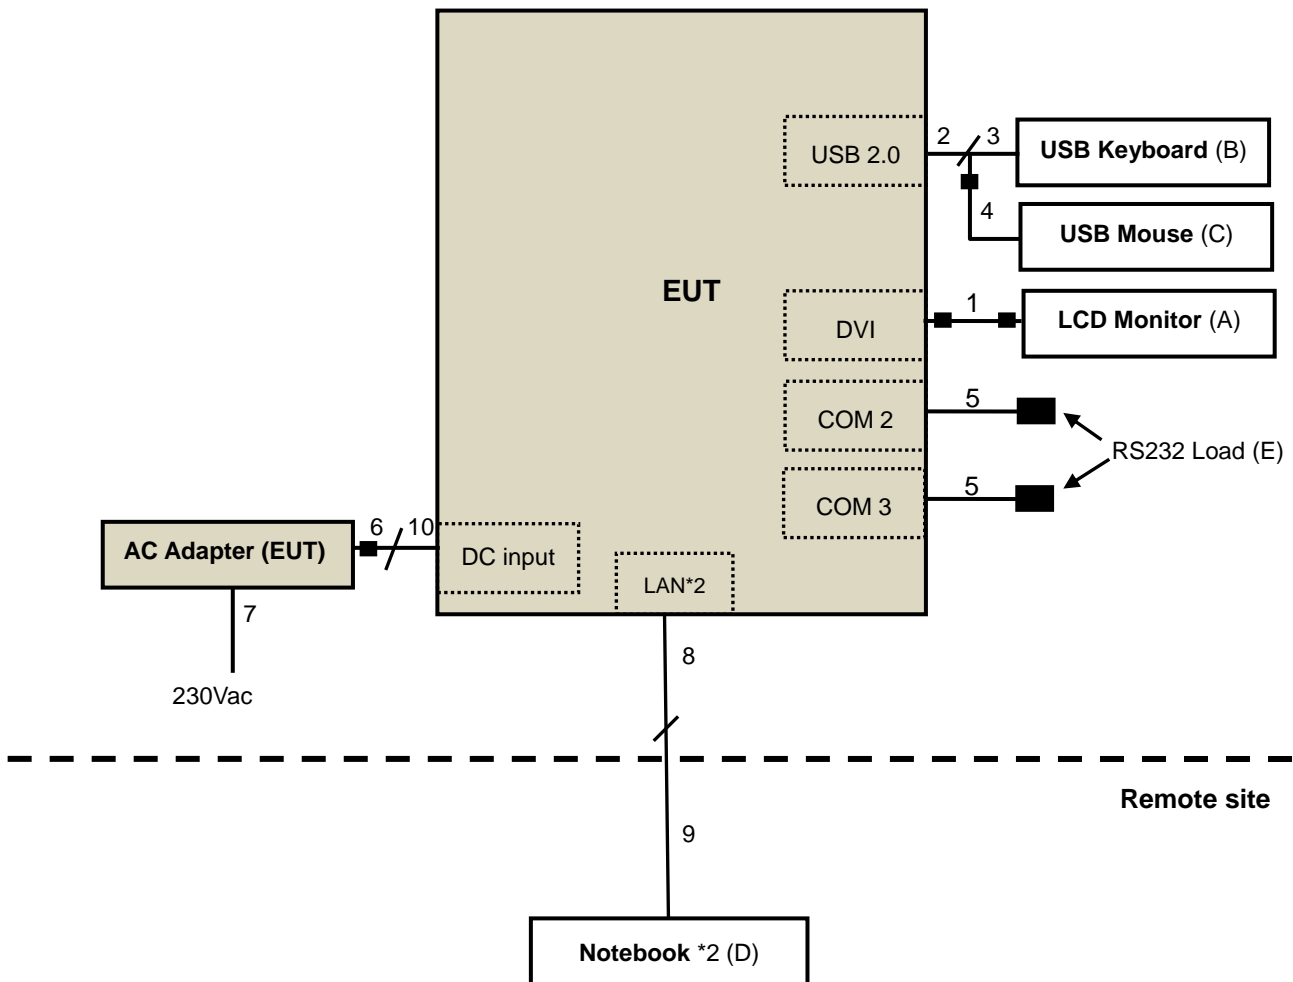 USB 2.0
2
3
USB Keyboard (B)
4
USB Mouse (C)
EUT
DVI
1
LCD Monitor (A)
COM 2
5
RS232 Load (E)
COM 3
5
AC Adapter (EUT)
6
10
DC input
LAN*2
7
230Vac
8
Remote site
9
Notebook *2 (D)